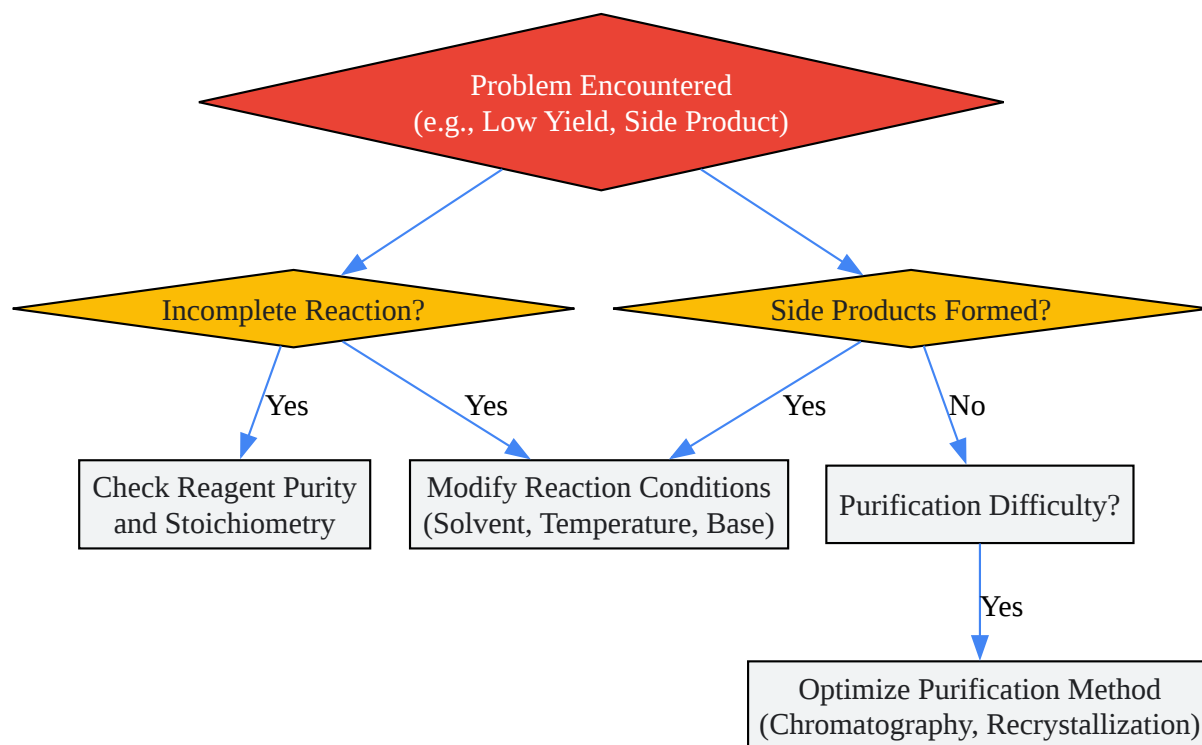 Problem Encountered
(e.g., Low Yield, Side Product)
Incomplete Reaction?
Side Products Formed?
Yes
Yes
Yes
No
Check Reagent Purity
and Stoichiometry
Modify Reaction Conditions
(Solvent, Temperature, Base)
Purification Difficulty?
Yes
Optimize Purification Method
(Chromatography, Recrystallization)